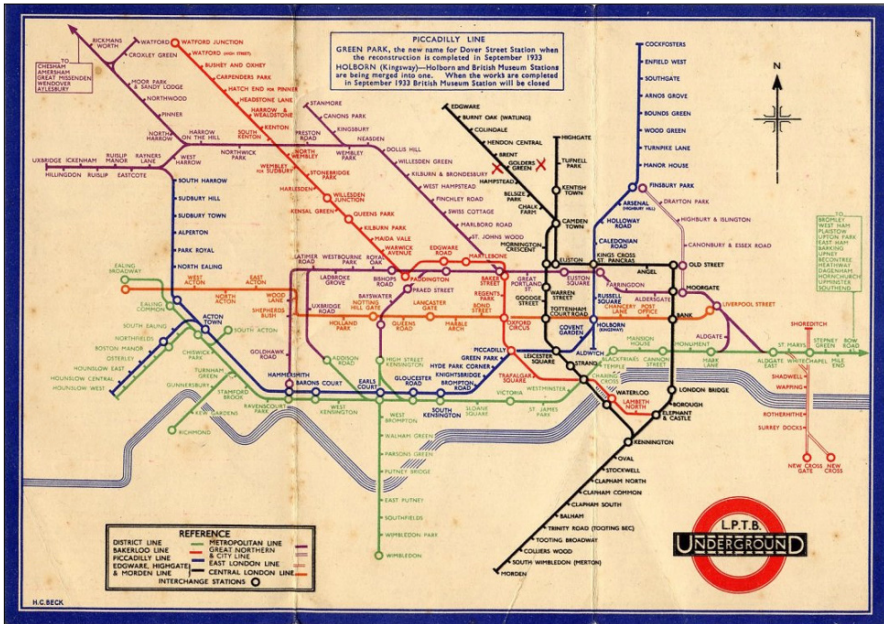 PICCADILLY LINE
GREEN PARK, the new name for Dover Street Station when
the reconstruction is completed in September 1933
HOLBORN (Kingsway)—Holborn and British Museum Stations
are being merged into one. When the works are completed
in September 1933 British Museum Station will be closed
CHESHAM
AMERSHAM
GREAT MISSENDEN
WENDOVER
AYLESBURY
RICKMANS
WORTH
WATFORD
CROXLEY GREEN
MOOR PARK
& SANDY LODGE
NORTHWOOD
PINNER
NORTH
HARROW
HARROW
ON THE HILL
WEST
HARROW
NORTHWICK
PARK
PRESTON
ROAD
WEMBLEY
PARK
UXBRIDGE
HILLINGDON
ICKENHAM
RUISLIP
RUISLIP
MANOR
EASTCOTE
RAYNERS
LANE
WATFORD JUNCTION
WATFORD (HIGH STREET)
BUSHEY AND OXHEY
CARPENDERS PARK
HATCH END FOR PINNER
HEADSTONE LANE
HARROW &
WEALDSTONE
KENTON
SOUTH
KENTON
NORTH
WEMBLEY
WEMBLEY
FOR SUDBURY
STONEBRIDGE
PARK
HARLESDEN
WILLESDEN
JUNCTION
KENSAL GREEN
QUEENS PARK
KILBURN PARK
MAIDA VALE
WARWICK
AVENUE
STANMORE
CANONS PARK
KINGSBURY
NEASDEN
DOLLIS HILL
WILLESDEN GREEN
KILBURN & BRONDESBURY
WEST HAMPSTEAD
FINCHLEY ROAD
SWISS COTTAGE
MARLBORO ROAD
ST. JOHNS WOOD
EDGWARE
BURNT OAK (WATLING)
COLINDALE
HENDON CENTRAL
BRENT
GOLDERS
GREEN
HAMPSTEAD
BELSIZE
PARK
CHALK
FARM
HIGHGATE
TUFNELL
PARK
KENTISH
TOWN
CAMDEN
TOWN
MORNINGTON
CRESCENT
COCKFOSTERS
ENFIELD WEST
SOUTHGATE
ARNOS GROVE
BOUNDS GREEN
WOOD GREEN
TURNPIKE LANE
MANOR HOUSE
FINSBURY PARK
ARSENAL
(HIGHBURY HILL)
HOLLOWAY
ROAD
CALEDONIAN
ROAD
DRAYTON PARK
HIGHBURY & ISLINGTON
CANONBURY & ESSEX ROAD
N
BROMLEY
WEST HAM
PLAISTOW
UPTON PARK
EAST HAM
BARKING
UPNEY
BECONTREE
HEATHWAY
DAGENHAM
HORNCHURCH
UPMINSTER
SOUTHEND
SOUTH HARROW
SUDBURY HILL
SUDBURY TOWN
ALPERTON
PARK ROYAL
NORTH EALING
EALING
BROADWAY
EALING
COMMON
WEST
ACTON
NORTH
ACTON
EAST
ACTON
WOOD
LANE
SHEPHERDS
BUSH
LATIMER
ROAD
LADBROKE
GROVE
WESTBOURNE
PARK
ROYAL
OAK
BISHOPS
ROAD
PADDINGTON
PRAED STREET
EDGWARE
ROAD
MARYLEBONE
BAKER
STREET
GREAT
PORTLAND
ST.
EUSTON
SQUARE
EUSTON
KINGS CROSS
ST. PANCRAS
ANGEL
OLD STREET
FARRINGDON
ALDERSGATE
MOORGATE
LIVERPOOL STREET
UXBRIDGE
ROAD
HOLLAND
PARK
NOTTING
HILL GATE
BAYSWATER
QUEENS
ROAD
LANCASTER
GATE
MARBLE
ARCH
BOND
STREET
REGENTS
PARK
OXFORD
CIRCUS
GOODGE
STREET
WARREN
STREET
TOTTENHAM
COURT ROAD
RUSSELL
SQUARE
CHANCERY
LANE
POST
OFFICE
BANK
COVENT
GARDEN
HOLBORN
(KINGSWAY)
ALDWYCH
LEICESTER
SQUARE
PICCADILLY
GREEN PARK
HYDE PARK CORNER
KNIGHTSBRIDGE
BROMPTON
ROAD
TRAFALGAR
SQUARE
STRAND
CHARING
CROSS
TEMPLE
BLACKFRIARS
MANSION
HOUSE
CANNON
STREET
MONUMENT
MARK
LANE
ALDGATE
ALDGATE
EAST
ST. MARYS
WHITECHAPEL
STEPNEY
GREEN
MILE
END
BOW
ROAD
SHOREDITCH
SHADWELL
WAPPING
ROTHERHITHE
SURREY DOCKS
NEW CROSS
GATE
NEW
CROSS
ACTON
TOWN
SOUTH ACTON
SOUTH EALING
NORTHFIELDS
BOSTON MANOR
OSTERLEY
HOUNSLOW EAST
HOUNSLOW CENTRAL
HOUNSLOW WEST
CHISWICK
PARK
TURNHAM
GREEN
GUNNERSBURY
KEW GARDENS
RICHMOND
STAMFORD
BROOK
RAVENSCOURT
PARK
GOLDHAWK
ROAD
HAMMERSMITH
BARONS COURT
WEST
KENSINGTON
ADDISON
ROAD
EARLS
COURT
HIGH STREET
KENSINGTON
GLOUCESTER
ROAD
SOUTH
KENSINGTON
SLOANE
SQUARE
VICTORIA
ST. JAMES
PARK
WESTMINSTER
WATERLOO
LAMBETH
NORTH
ELEPHANT
& CASTLE
BOROUGH
LONDON BRIDGE
KENNINGTON
OVAL
STOCKWELL
CLAPHAM NORTH
CLAPHAM COMMON
CLAPHAM SOUTH
BALHAM
TRINITY ROAD (TOOTING BEC)
TOOTING BROADWAY
COLLIERS WOOD
SOUTH WIMBLEDON (MERTON)
MORDEN
WEST
BROMPTON
WALHAM GREEN
PARSONS GREEN
PUTNEY BRIDGE
EAST PUTNEY
SOUTHFIELDS
WIMBLEDON PARK
WIMBLEDON
REFERENCE
DISTRICT LINE
BAKERLOO LINE
PICCADILLY LINE
EDGWARE, HIGHGATE
& MORDEN LINE
METROPOLITAN LINE
GREAT NORTHERN
& CITY LINE
EAST LONDON LINE
CENTRAL LONDON LINE
INTERCHANGE STATIONS
L.P.T.B.
UNDERGROUND
H.C.BECK